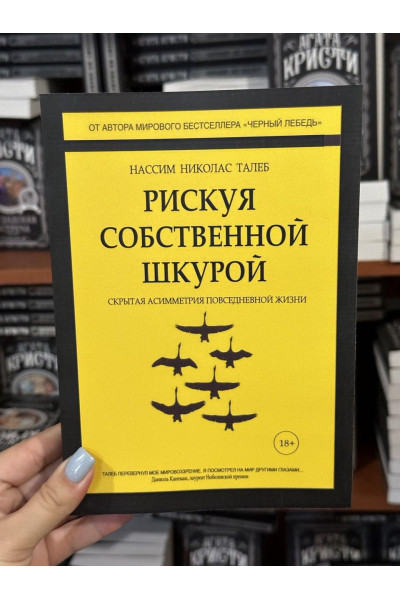 АГАТА
КРИСТИ
ОТ АВТОРА МИРОВОГО БЕСТСЕЛЛЕРА «ЧЕРНЫЙ ЛЕБЕДЬ»
НАССИМ НИКОЛАС ТАЛЕБ
РИСКУЯ
СОБСТВЕННОЙ
ШКУРОЙ
СКРЫТАЯ АСИММЕТРИЯ ПОВСЕДНЕВНОЙ ЖИЗНИ
18+
ТАЛЕБ ПЕРЕВЕРНУЛ МОЕ МИРОВОЗЗРЕНИЕ. Я ПОСМОТРЕЛ НА МИР ДРУГИМИ ГЛАЗАМИ...
Даниэль Канеман, лауреат Нобелевской премии
АГАТА
КРИСТИ